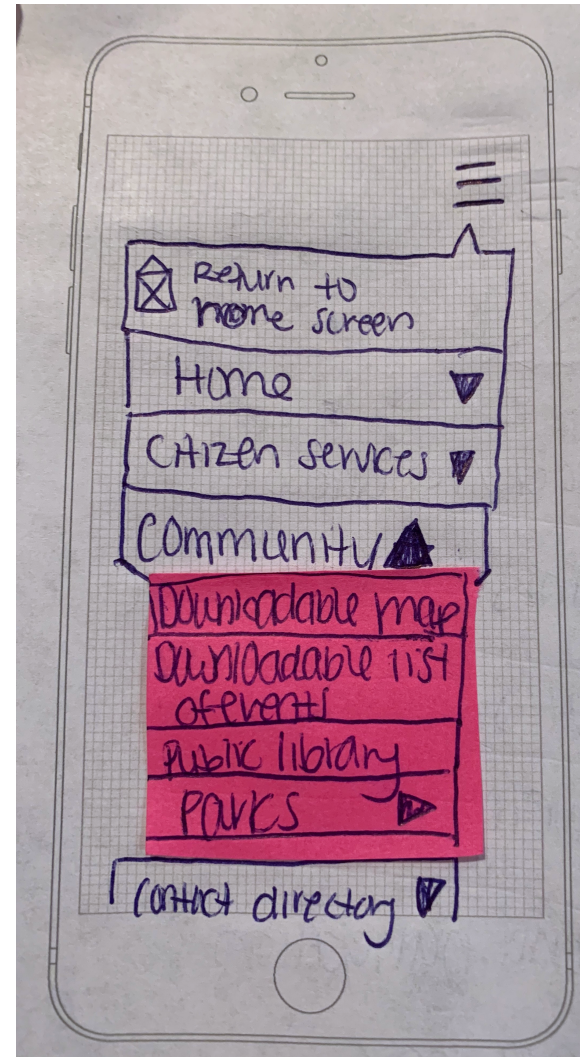 Return to
home screen
Home
Citizen services
Community
Downloadable map
Downloadable list
of events
Public library
Parks
Contact directory